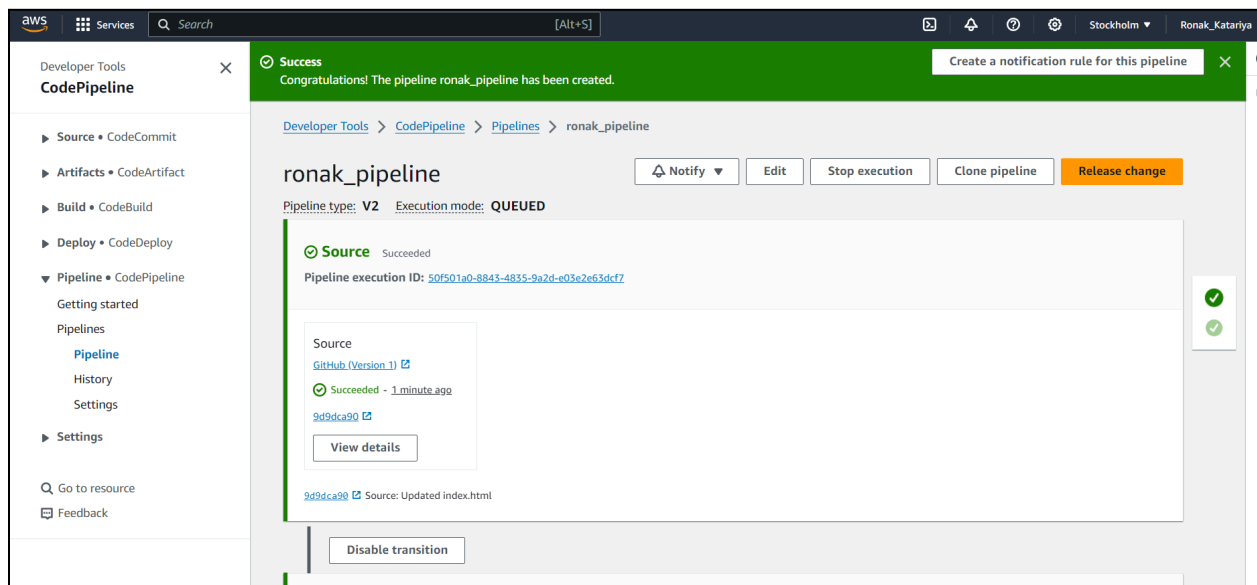 aws
Services
Search
[Alt+S]
Stockholm
Ronak_Katariya
Developer Tools
CodePipeline
Source • CodeCommit
Artifacts • CodeArtifact
Build • CodeBuild
Deploy • CodeDeploy
Pipeline • CodePipeline
Getting started
Pipelines
Pipeline
History
Settings
Settings
Go to resource
Feedback
Success
Congratulations! The pipeline ronak_pipeline has been created.
Create a notification rule for this pipeline
Developer Tools > CodePipeline > Pipelines > ronak_pipeline
ronak_pipeline
Notify
Edit
Stop execution
Clone pipeline
Release change
Pipeline type: V2 Execution mode: QUEUED
Source Succeeded
Pipeline execution ID: 50f501a0-8843-4835-9a2d-e03e2e63dcf7
Source
GitHub (Version 1)
Succeeded - 1 minute ago
9d9dca90
View details
9d9dca90 Source: Updated index.html
Disable transition